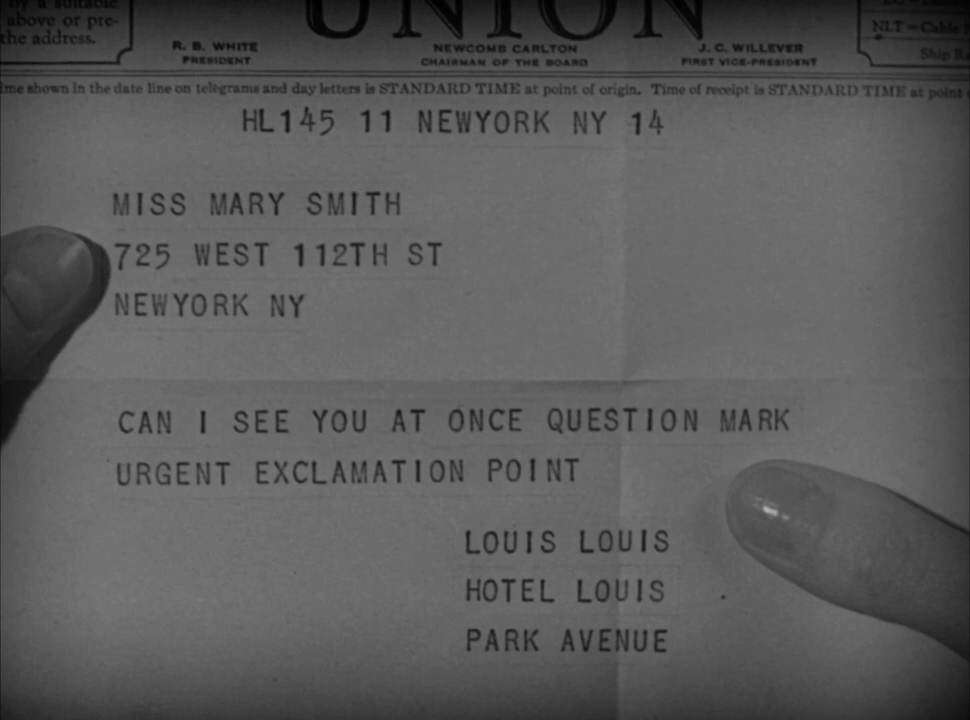 by a suitable
above or pre-
the address.
UNION
R. B. WHITE
PRESIDENT
NEWCOMB CARLTON
CHAIRMAN OF THE BOARD
J. C. WILLEVER
FIRST VICE-PRESIDENT
NLT = Cable
Ship
shown in the date line on telegrams and day letters is STANDARD TIME at point of origin. Time of receipt is STANDARD TIME at point
HL145 11 NEWYORK NY 14
MISS MARY SMITH
725 WEST 112TH ST
NEWYORK NY
CAN I SEE YOU AT ONCE QUESTION MARK
URGENT EXCLAMATION POINT
LOUIS LOUIS
HOTEL LOUIS
PARK AVENUE